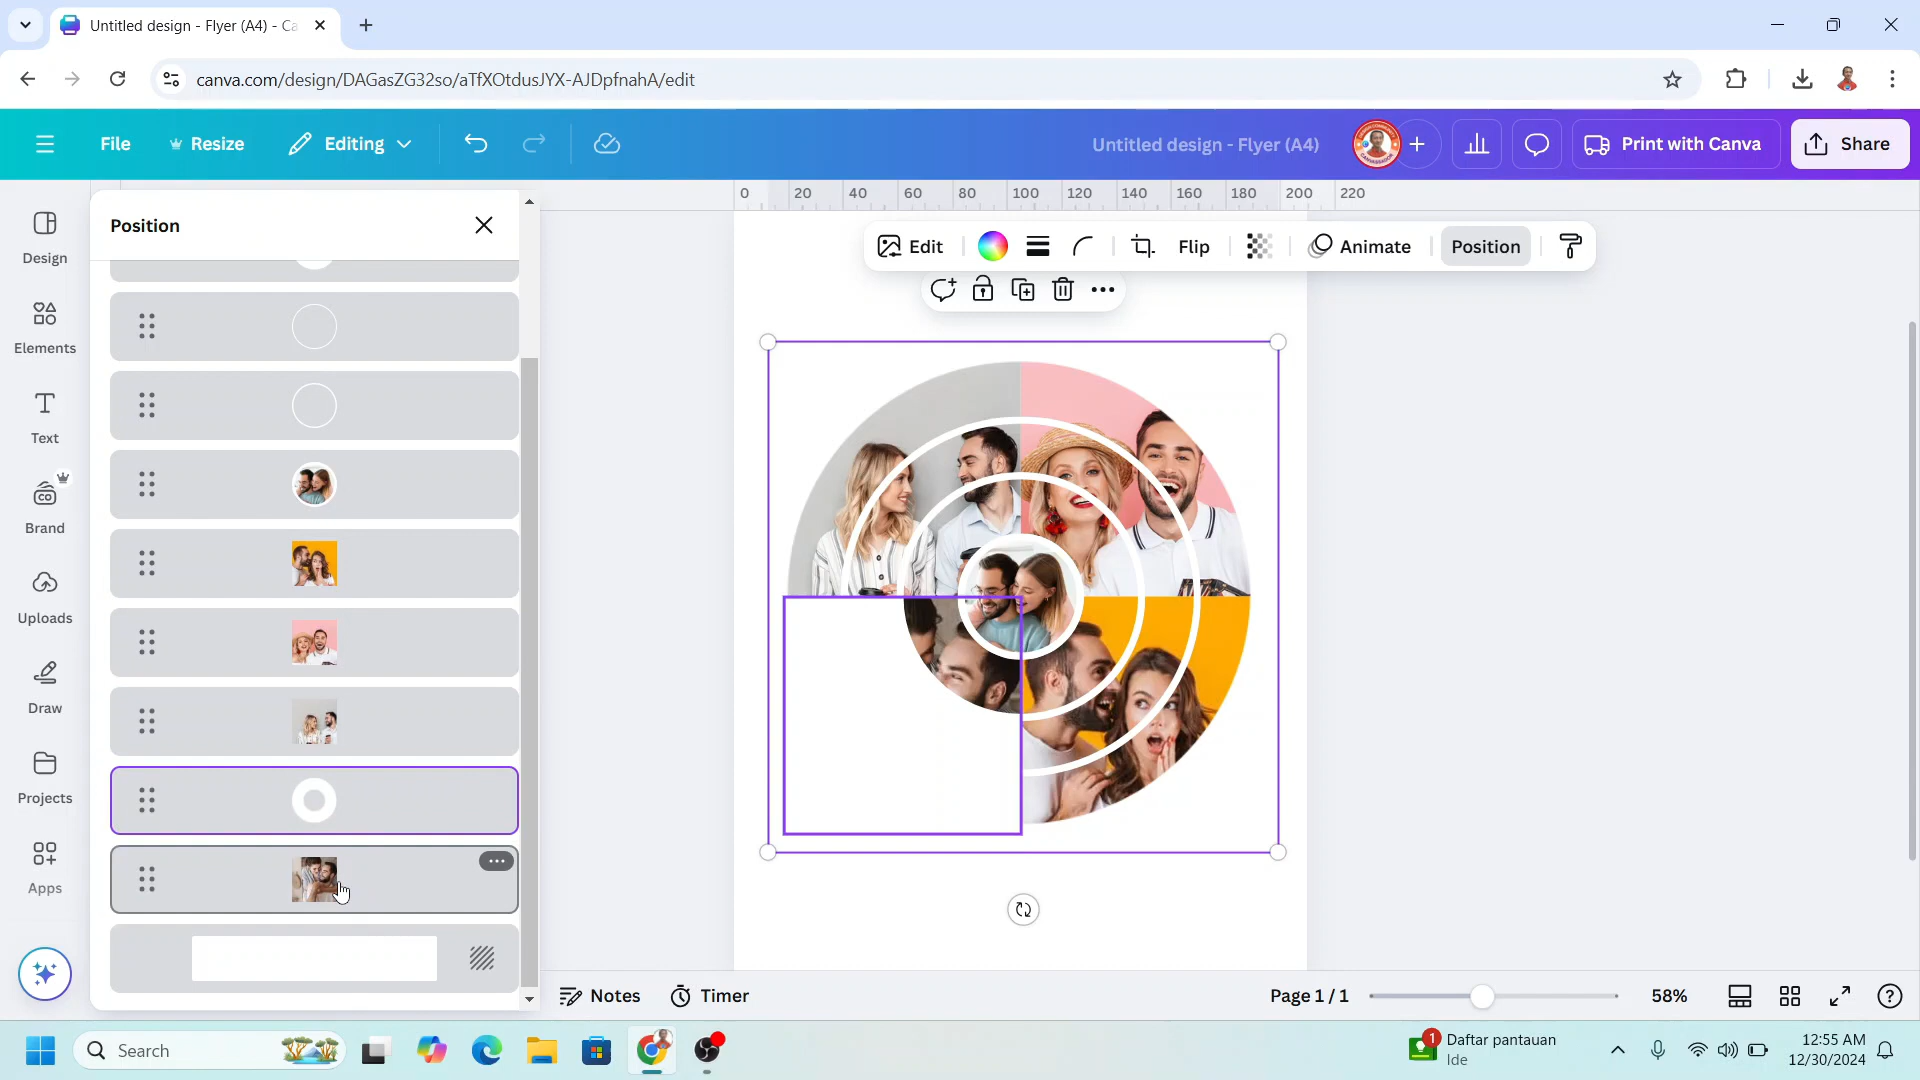 Untitled design - Flyer (A4) - Ca
canva.com/design/DAGasZG32so/aTfXOtdusJYX-AJDpfnahA/edit
File
Resize
Editing
Untitled design - Flyer (A4)
Print with Canva
Share
0 20 40 60 80 100 120 140 160 180 200 220
Design
Elements
Text
Brand
Uploads
Draw
Projects
Apps
Position
Edit
Flip
Animate
Position
Notes
Timer
Page 1 / 1
58%
Search
1
Daftar pantauan
Ide
12:55 AM
12/30/2024